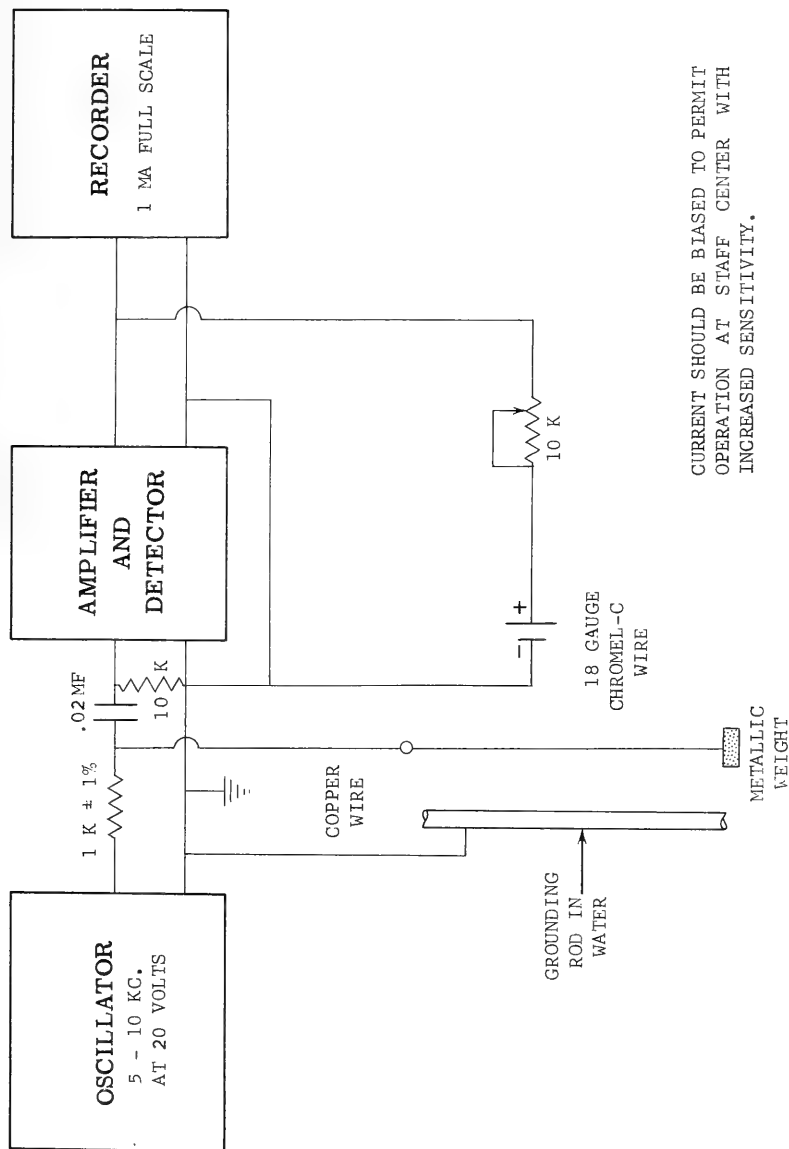 OSCILLATOR
5 - 10 KC.
AT 20 VOLTS
1 K ± 1%
.02MF
10 K
AMPLIFIER
AND
DETECTOR
RECORDER
1 MA FULL SCALE
COPPER
WIRE
GROUNDING
ROD IN
WATER
METALLIC
WEIGHT
18 GAUGE
CHROMEL-C
WIRE
- +
10 K
CURRENT SHOULD BE BIASED TO PERMIT
OPERATION AT STAFF CENTER WITH
INCREASED SENSITIVITY.